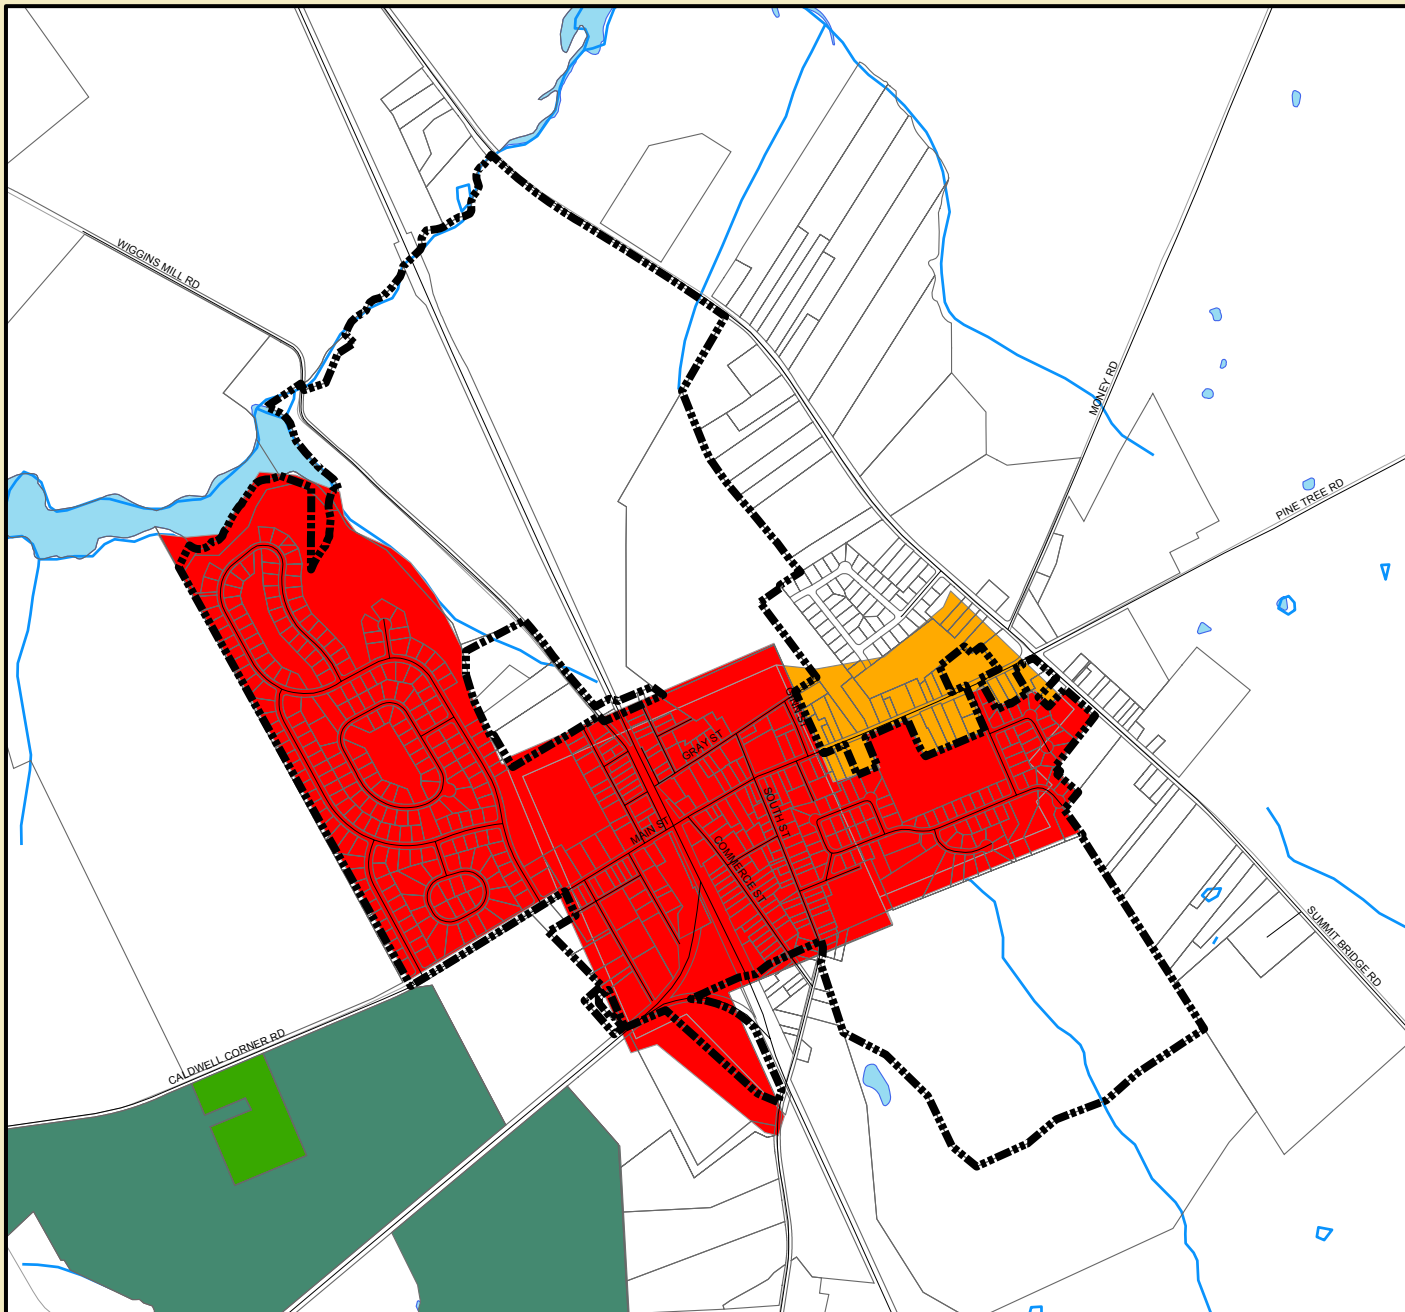 WIGGINS MILL RD
MONEY RD
PINE TREE RD
GRAY ST
MAIN ST
SOUTH ST
COMMERCE ST
SUMMIT BRIDGE RD
CALDWELL CORNER RD